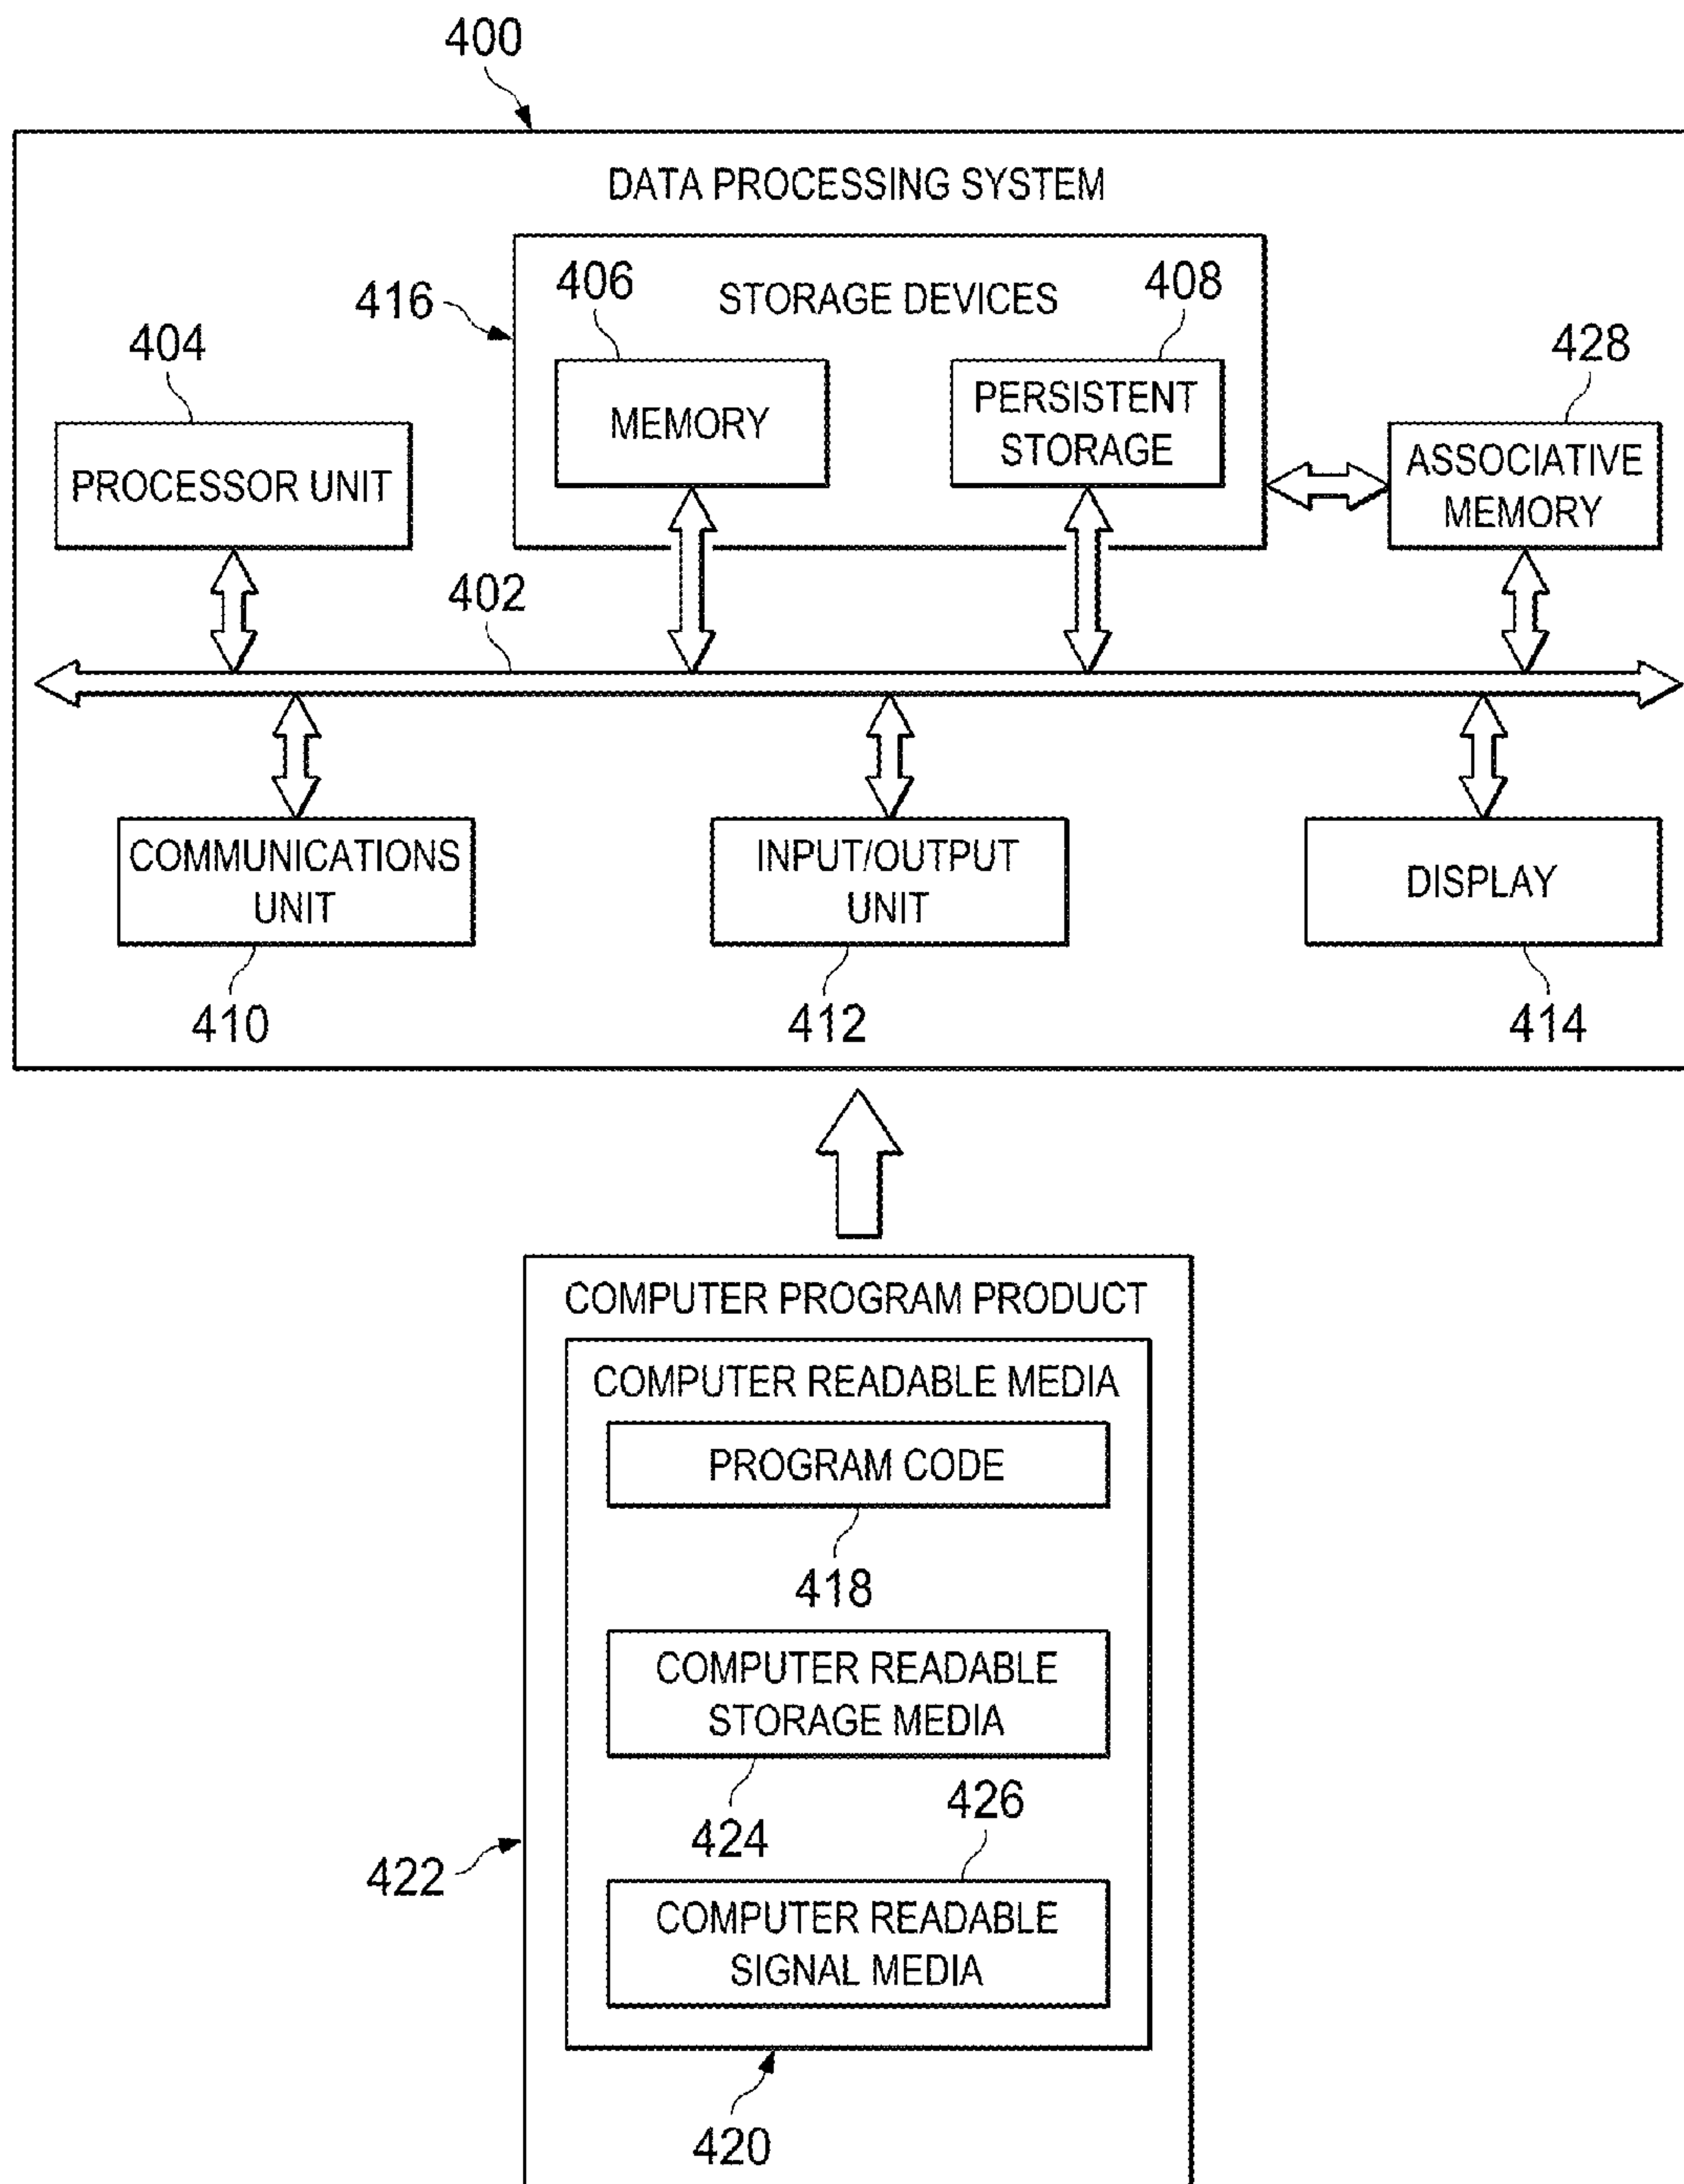 400
DATA PROCESSING SYSTEM
416
406
STORAGE DEVICES
408
404
428
MEMORY
PERSISTENT
STORAGE
PROCESSOR UNIT
ASSOCIATIVE
MEMORY
402
COMMUNICATIONS
UNIT
INPUT/OUTPUT
UNIT
DISPLAY
410
412
414
COMPUTER PROGRAM PRODUCT
COMPUTER READABLE MEDIA
PROGRAM CODE
418
COMPUTER READABLE
STORAGE MEDIA
424
426
422
COMPUTER READABLE
SIGNAL MEDIA
420